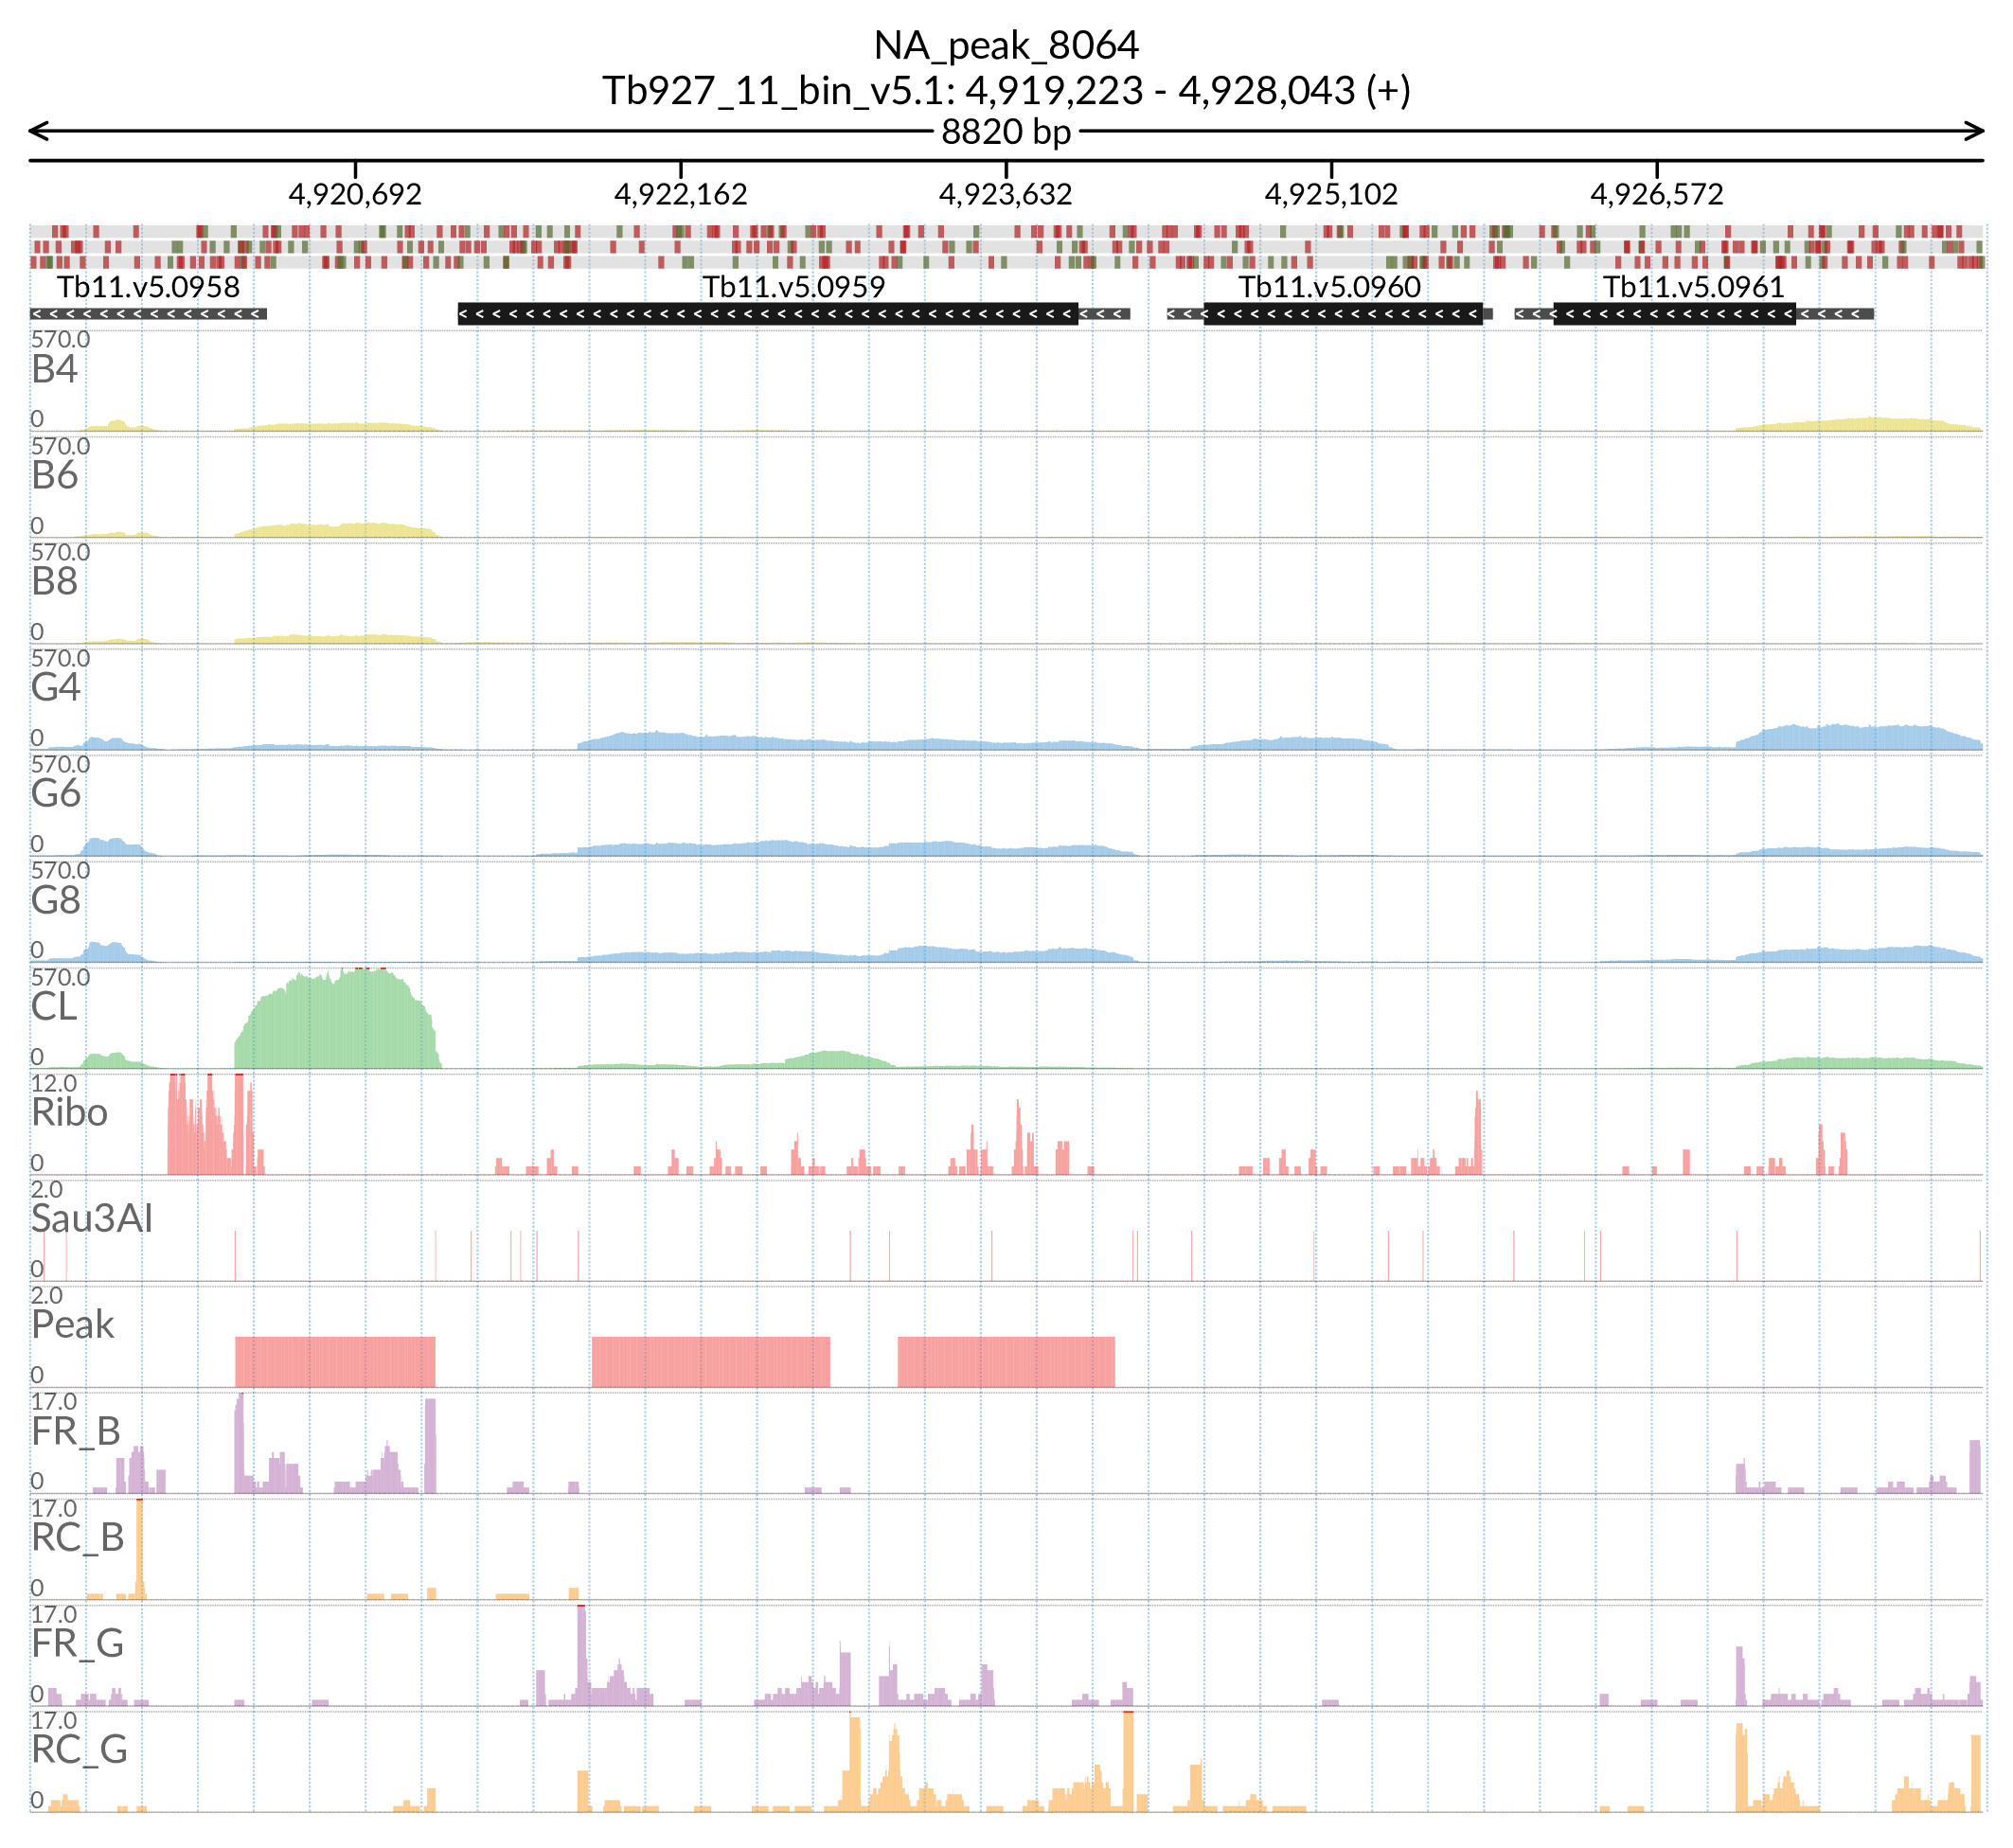 NA_peak_8064
Tb927_11_bin_v5.1: 4,919,223 - 4,928,043 (+)
8820 bp
4,920,692 4,922,162 4,923,632 4,925,102 4,926,572
Tb11.v5.0958 Tb11.v5.0959 Tb11.v5.0960 Tb11.v5.0961
570.0
B4
0
570.0
B6
0
570.0
B8
0
570.0
G4
0
570.0
G6
0
570.0
G8
0
570.0
CL
0
12.0
Ribo
0
2.0
Sau3AI
0
2.0
Peak
0
17.0
FR_B
0
17.0
RC_B
0
17.0
FR_G
0
17.0
RC_G
0